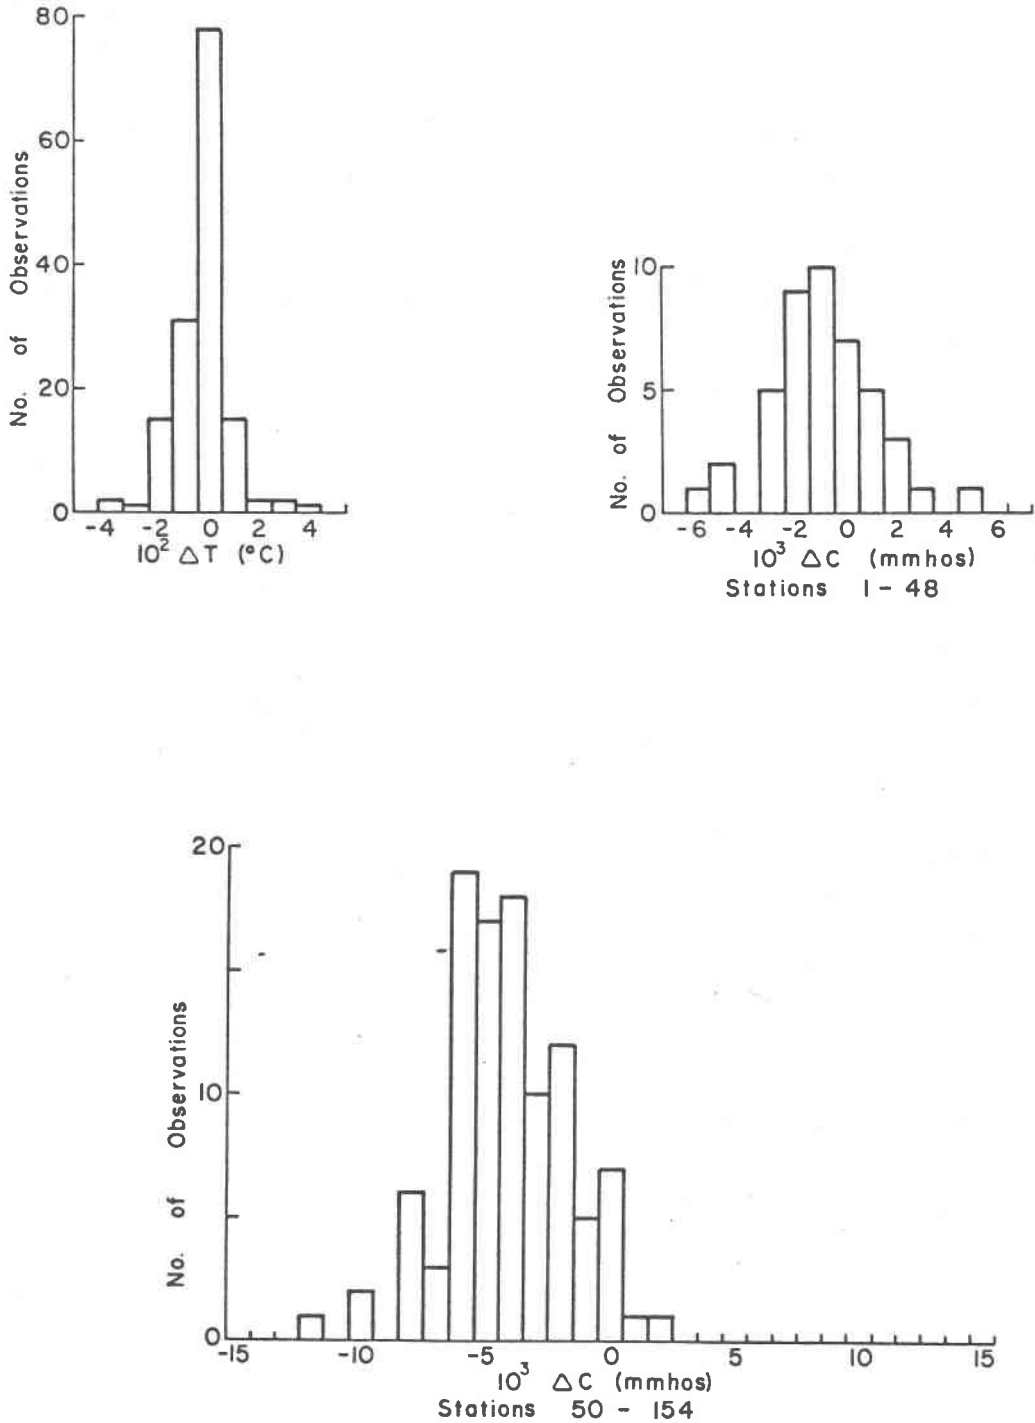 80
60
40
20
0
No. of Observations
-4 -2 0 2 4
10² ΔT (°C)
10
5
0
No. of Observations
-6 -4 -2 0 2 4 6
10³ ΔC (mmhos)
Stations 1 - 48
20
10
0
No. of Observations
-15 -10 -5 0 5 10 15
10³ ΔC (mmhos)
Stations 50 - 154